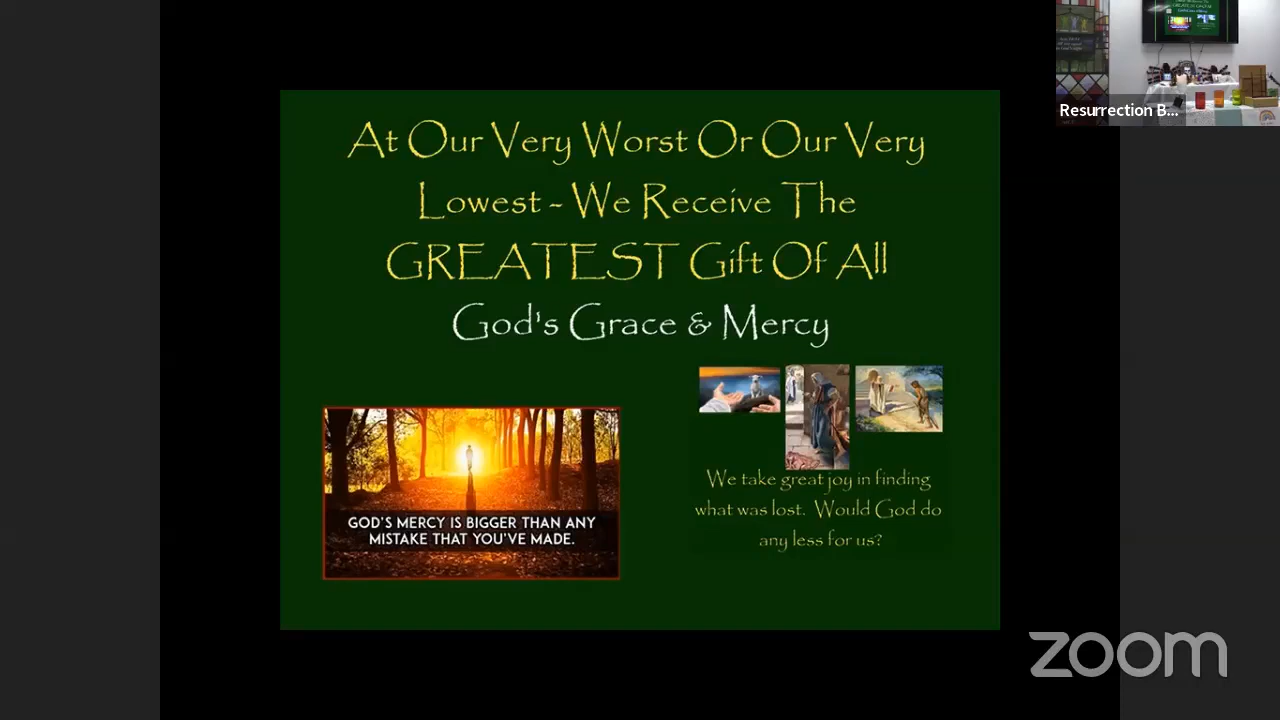 At Our Very Worst Or Our Very
Lowest - We Receive The
GREATEST Gift Of All
God's Grace & Mercy
GOD'S MERCY IS BIGGER THAN ANY
MISTAKE THAT YOU'VE MADE.
We take great joy in finding
what was lost. Would God do
any less for us?
Resurrection B...
zoom